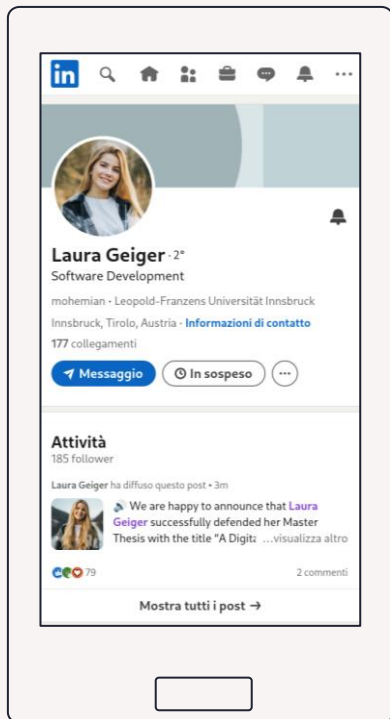 in
Laura Geiger · 2°
Software Development
mohemian · Leopold-Franzens Universität Innsbruck
Innsbruck, Tirolo, Austria · Informazioni di contatto
177 collegamenti
Messaggio
In sospeso
Attività
185 follower
Laura Geiger ha diffuso questo post • 3m
🔊 We are happy to announce that Laura
Geiger successfully defended her Master
Thesis with the title "A Digita …visualizza altro
79
2 commenti
Mostra tutti i post →